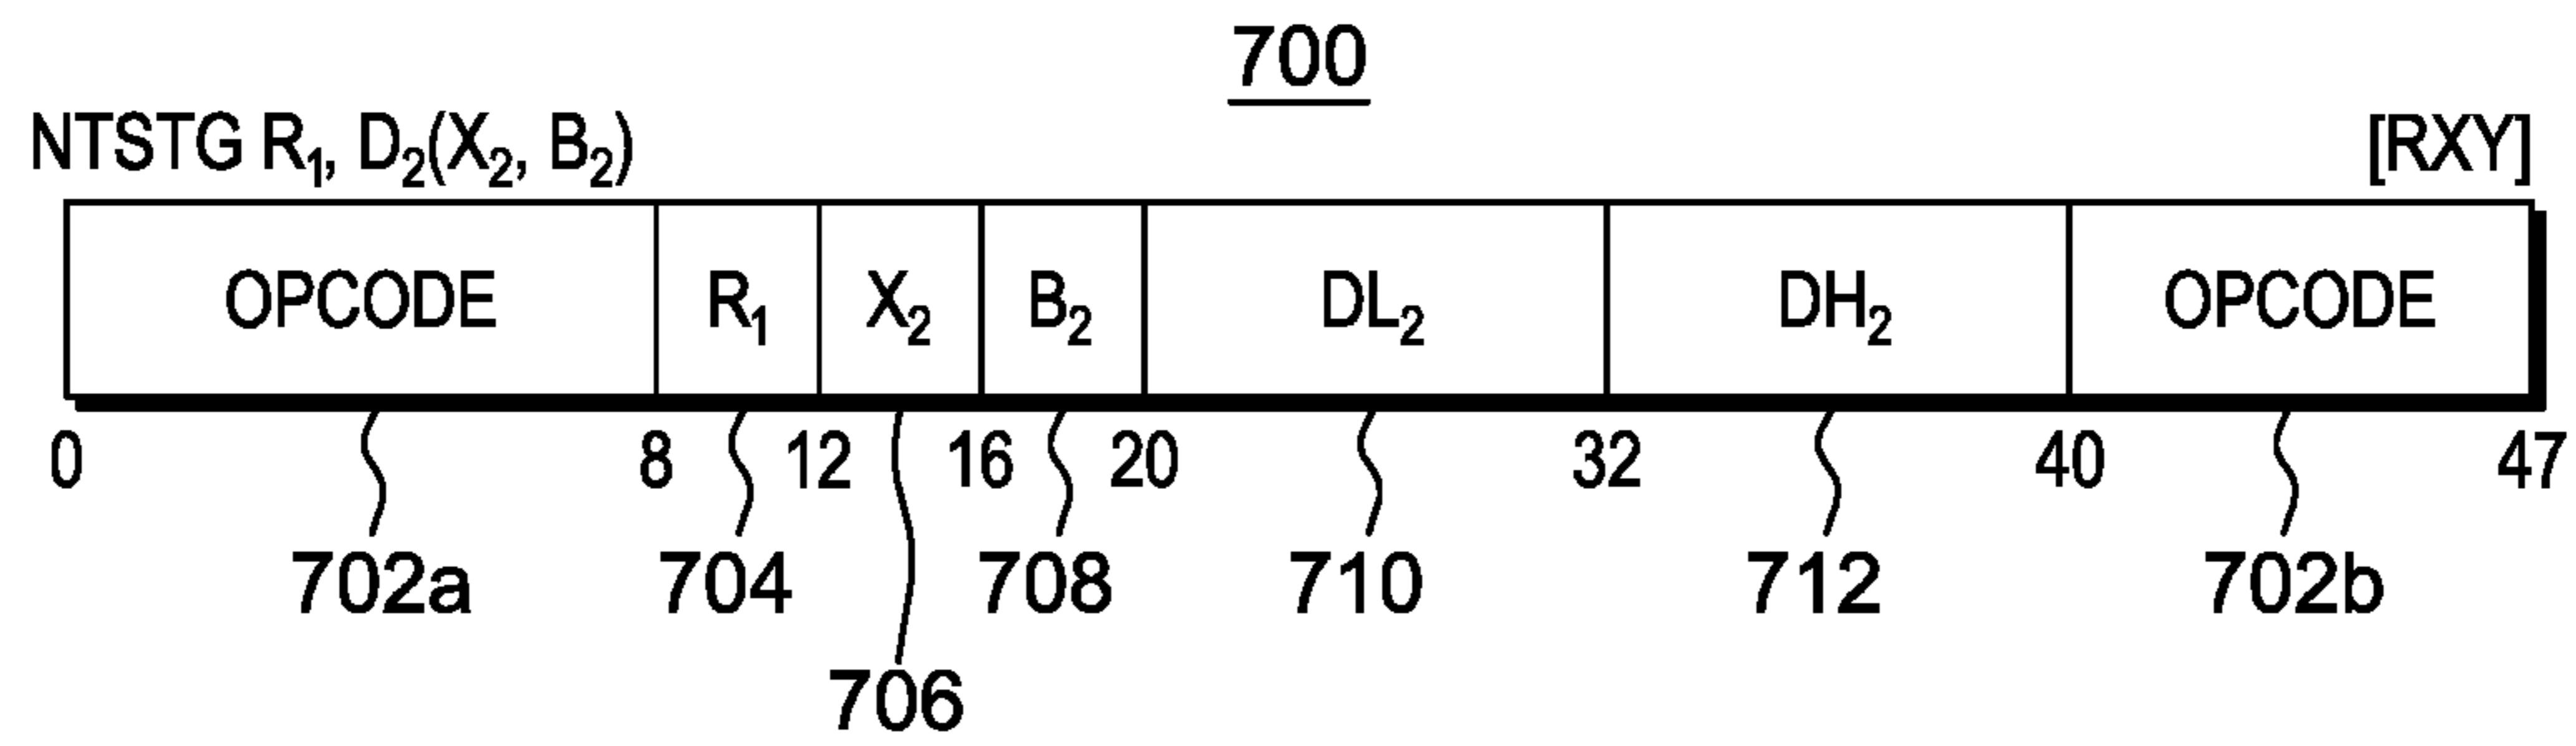 700
NTSTG R₁, D₂(X₂, B₂) [RXY]
OPCODE R₁ X₂ B₂ DL₂ DH₂ OPCODE
0 8 12 16 20 32 40 47
702a 704 708 710 712 702b
706